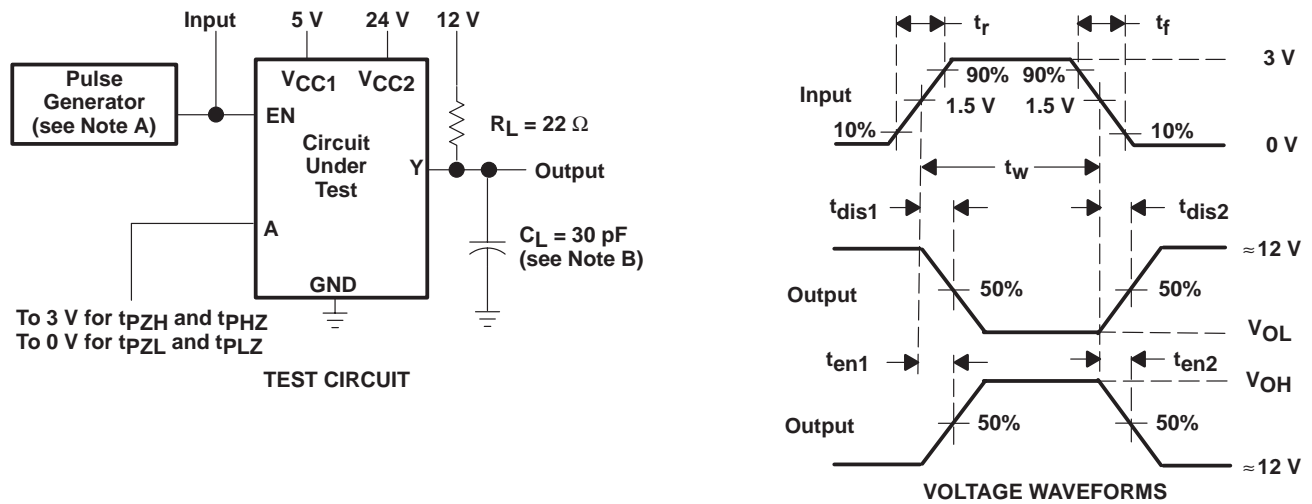 Input
5 V
24 V
12 V
Pulse
Generator
(see Note A)
VCC1
VCC2
EN
Circuit
Under
Test
Y
A
GND
RL = 22 Ω
Output
CL = 30 pF
(see Note B)
To 3 V for tPZH and tPHZ
To 0 V for tPZL and tPLZ
TEST CIRCUIT
tr
tf
3 V
90%
90%
Input
1.5 V
1.5 V
10%
10%
0 V
tw
tdis1
tdis2
≈ 12 V
Output
50%
50%
VOL
ten1
ten2
VOH
Output
50%
50%
≈ 12 V
VOLTAGE WAVEFORMS